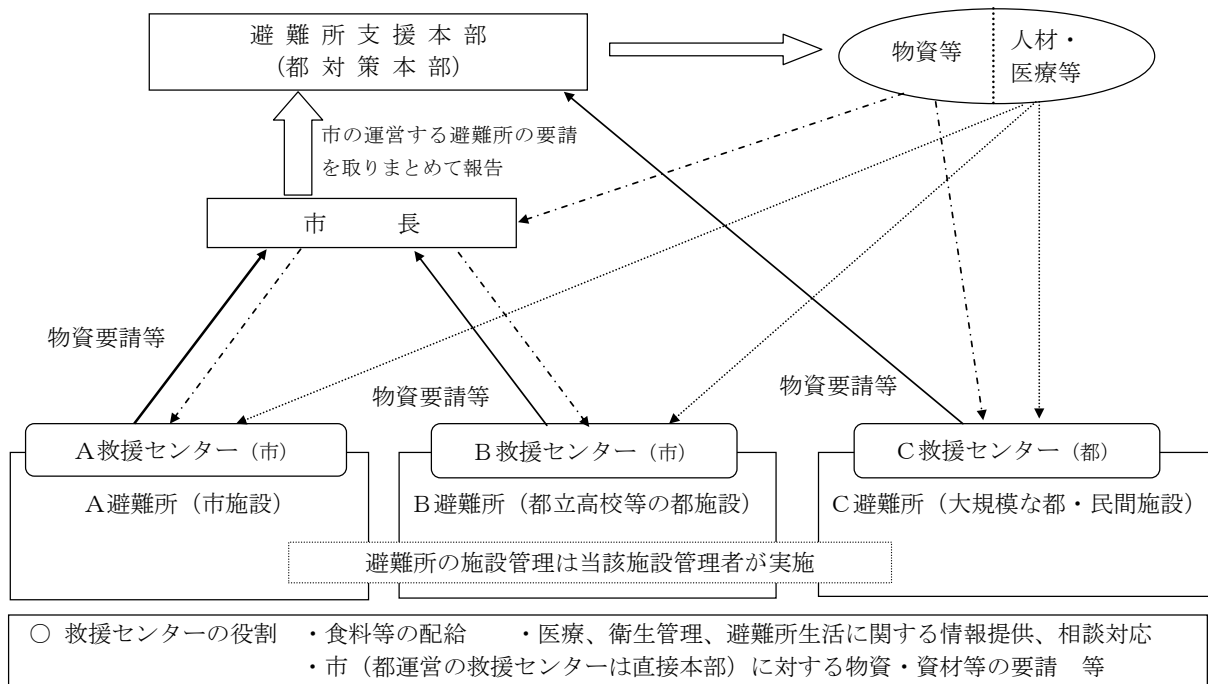 避難所支援本部
（都対策本部）
物資等
人材・
医療等
市の運営する避難所の要請
を取りまとめて報告
市　　　長
物資要請等
物資要請等
物資要請等
Ａ救援センター（市）
Ｂ救援センター（市）
Ｃ救援センター（都）
Ａ避難所（市施設）
Ｂ避難所（都立高校等の都施設）
Ｃ避難所（大規模な都・民間施設）
避難所の施設管理は当該施設管理者が実施
○ 救援センターの役割　・食料等の配給　　・医療、衛生管理、避難所生活に関する情報提供、相談対応
・市（都運営の救援センターは直接本部）に対する物資・資材等の要請　等